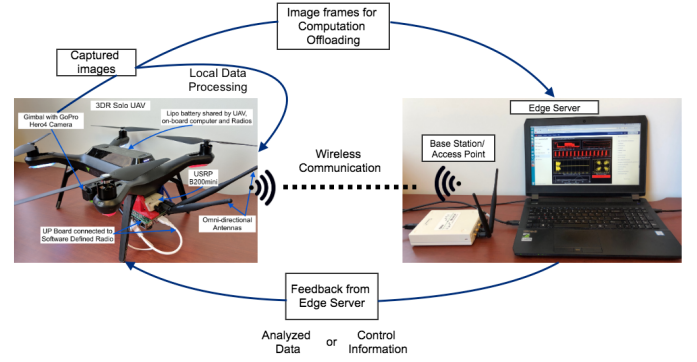 Image frames for
Computation
Offloading
Captured
images
Local Data
Processing
3DR Solo UAV
Gimbal with GoPro
Hero4 Camera
Lipo battery shared by UAV,
on-board computer and Radios
USRP
B200mini
Omni-directional
Antennas
UP Board connected to
Software Defined Radio
Wireless
Communication
Base Station/
Access Point
Edge Server
Feedback from
Edge Server
Analyzed
Data
or
Control
Information